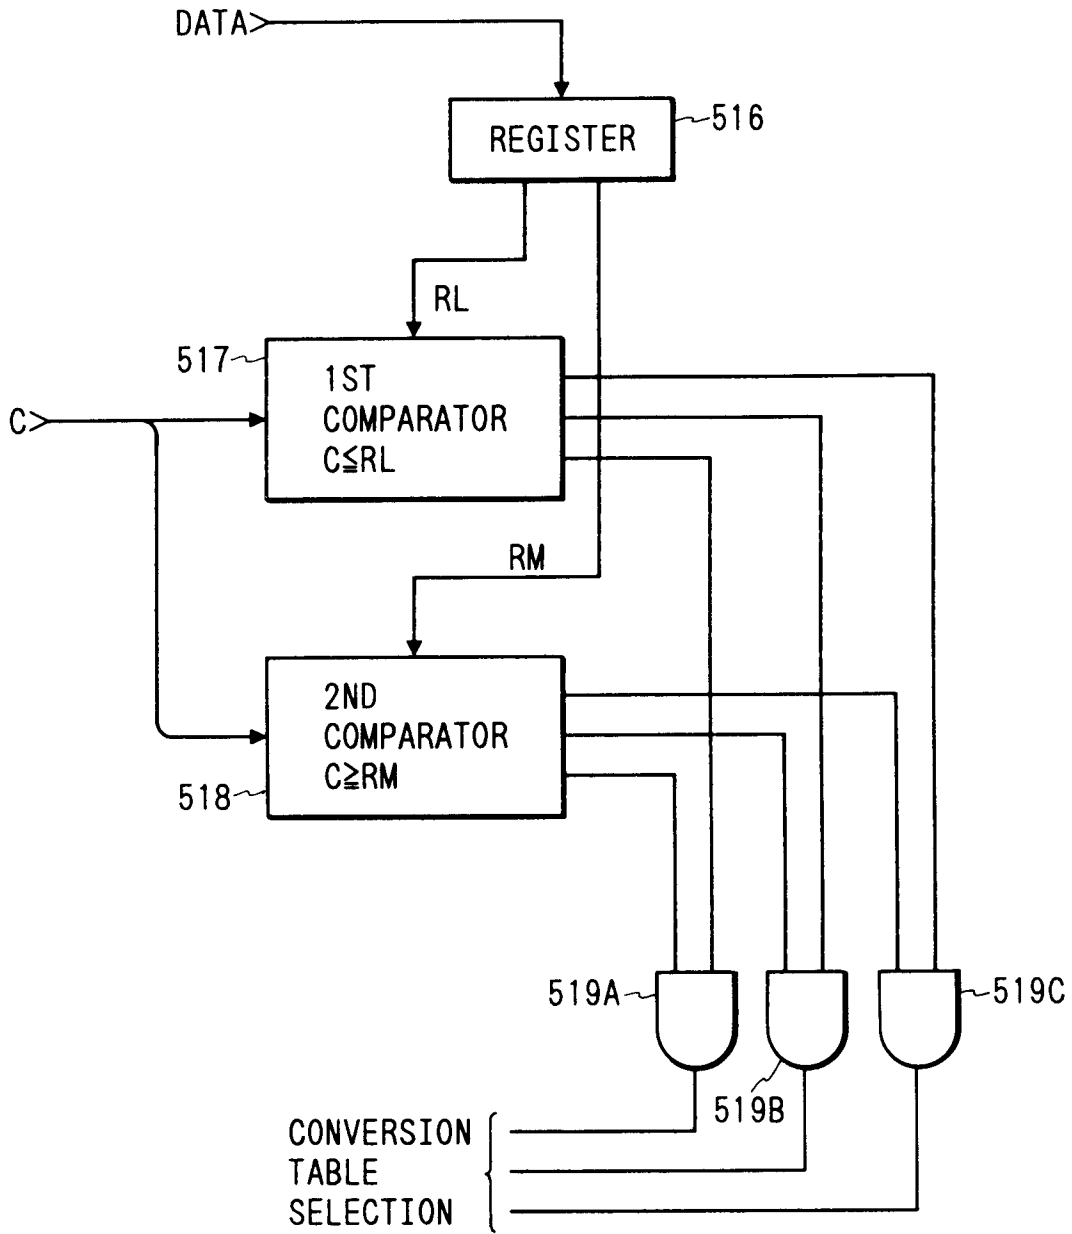 DATA
REGISTER
516
RL
517
1ST
COMPARATOR
C≦RL
C
RM
2ND
COMPARATOR
C≧RM
518
519A
519C
519B
CONVERSION
TABLE
SELECTION